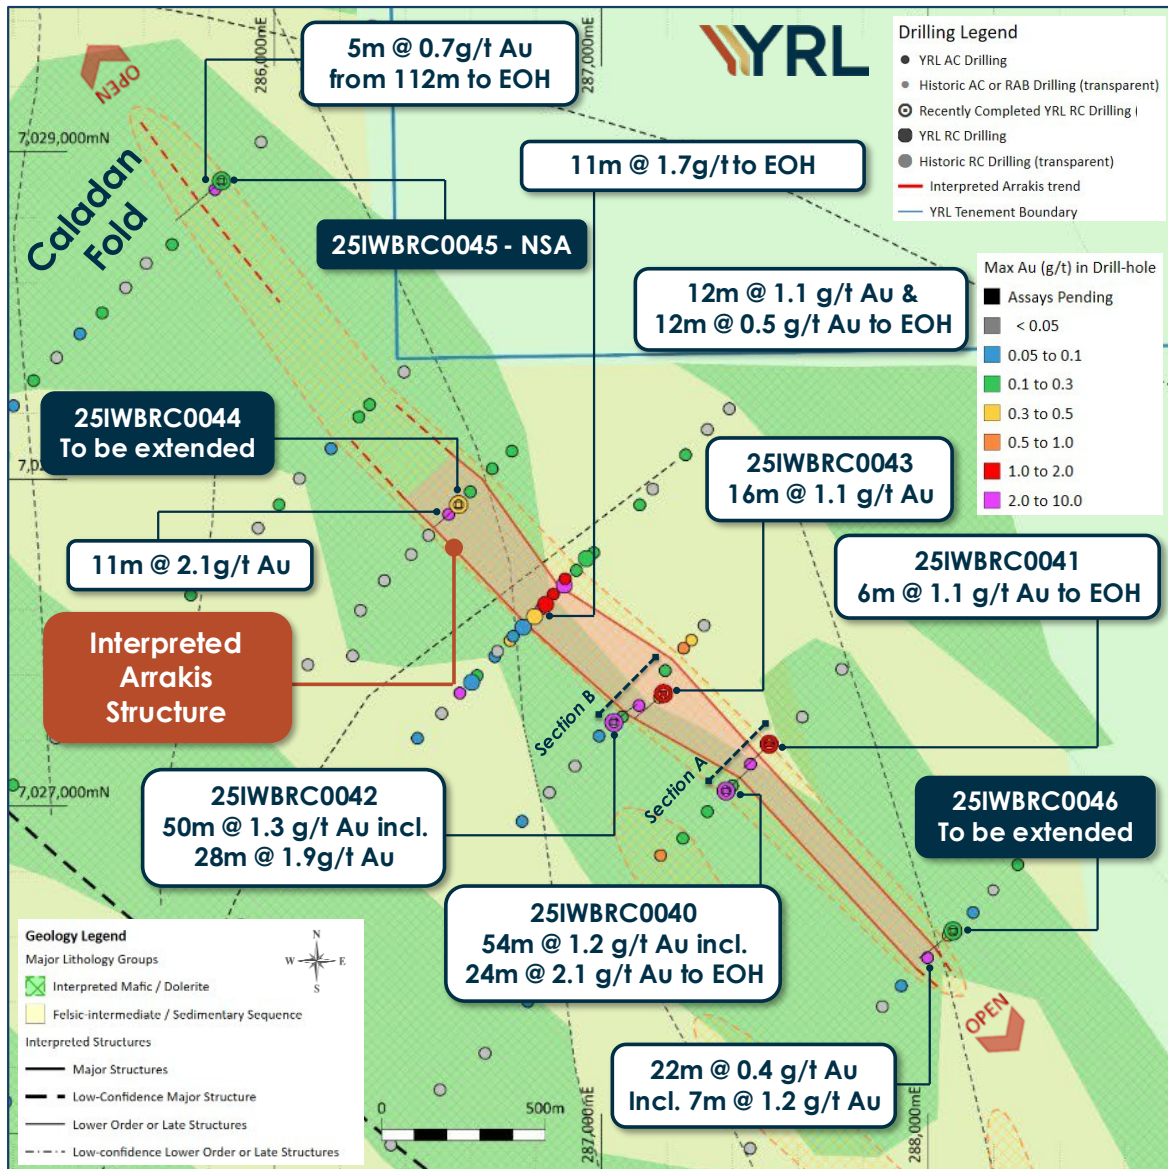 5m @ 0.7g/t Au
from 112m to EOH
286,000mE
287,000mE
YRL
OPEN
7,029,000mN
Caladan
Fold
11m @ 1.7g/t to EOH
25IWBRC0045 - NSA
12m @ 1.1 g/t Au &
12m @ 0.5 g/t Au to EOH
Drilling Legend
YRL AC Drilling
Historic AC or RAB Drilling (transparent)
Recently Completed YRL RC Drilling (
YRL RC Drilling
Historic RC Drilling (transparent)
Interpreted Arrakis trend
YRL Tenement Boundary
Max Au (g/t) in Drill-hole
Assays Pending
< 0.05
0.05 to 0.1
0.1 to 0.3
0.3 to 0.5
0.5 to 1.0
1.0 to 2.0
2.0 to 10.0
25IWBRC0044
To be extended
11m @ 2.1g/t Au
Interpreted
Arrakis
Structure
25IWBRC0043
16m @ 1.1 g/t Au
25IWBRC0041
6m @ 1.1 g/t Au to EOH
Section B
Section A
7,027,000mN
25IWBRC0042
50m @ 1.3 g/t Au incl.
28m @ 1.9g/t Au
25IWBRC0046
To be extended
25IWBRC0040
54m @ 1.2 g/t Au incl.
24m @ 2.1 g/t Au to EOH
OPEN
22m @ 0.4 g/t Au
Incl. 7m @ 1.2 g/t Au
Geology Legend
Major Lithology Groups
Interpreted Mafic / Dolerite
Felsic-intermediate / Sedimentary Sequence
Interpreted Structures
Major Structures
Low-Confidence Major Structure
Lower Order or Late Structures
Low-confidence Lower Order or Late Structures
N
W
E
S
0
500m
287,000mE
288,000mE